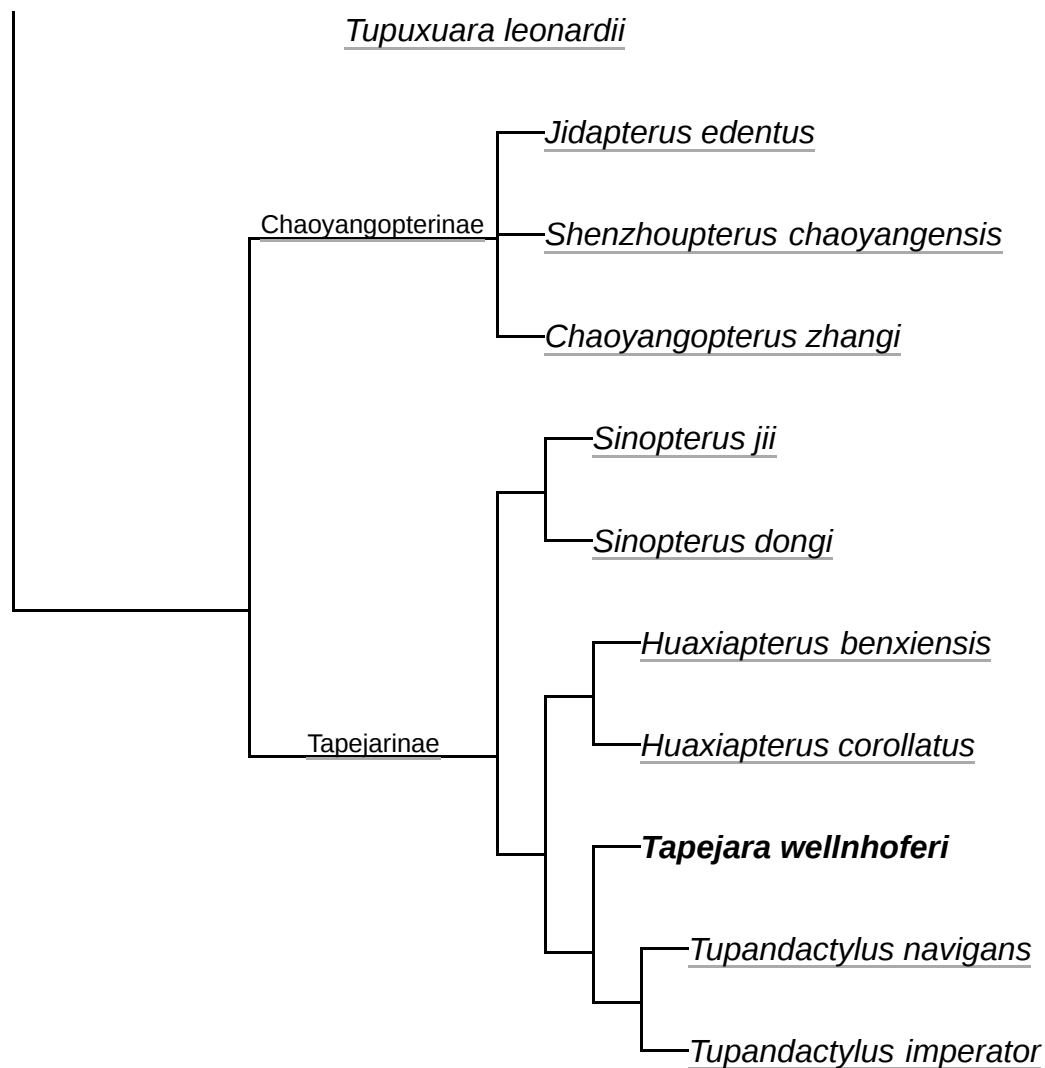 Tupuxuara leonardii
Jidapterus edentus
Chaoyangopterinae
Shenzhoupterus chaoyangensis
Chaoyangopterus zhangi
Sinopterus jii
Sinopterus dongi
Huaxiapterus benxiensis
Tapejarinae
Huaxiapterus corollatus
Tapejara wellnhoferi
Tupandactylus navigans
Tupandactylus imperator